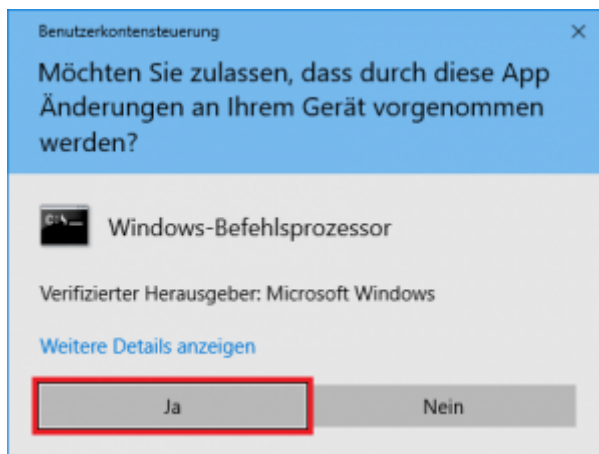 Benutzerkontensteuerung
Möchten Sie zulassen, dass durch diese App
Änderungen an Ihrem Gerät vorgenommen
werden?
C:\_
Windows-Befehlsprozessor
Verifizierter Herausgeber: Microsoft Windows
Weitere Details anzeigen
Ja Nein